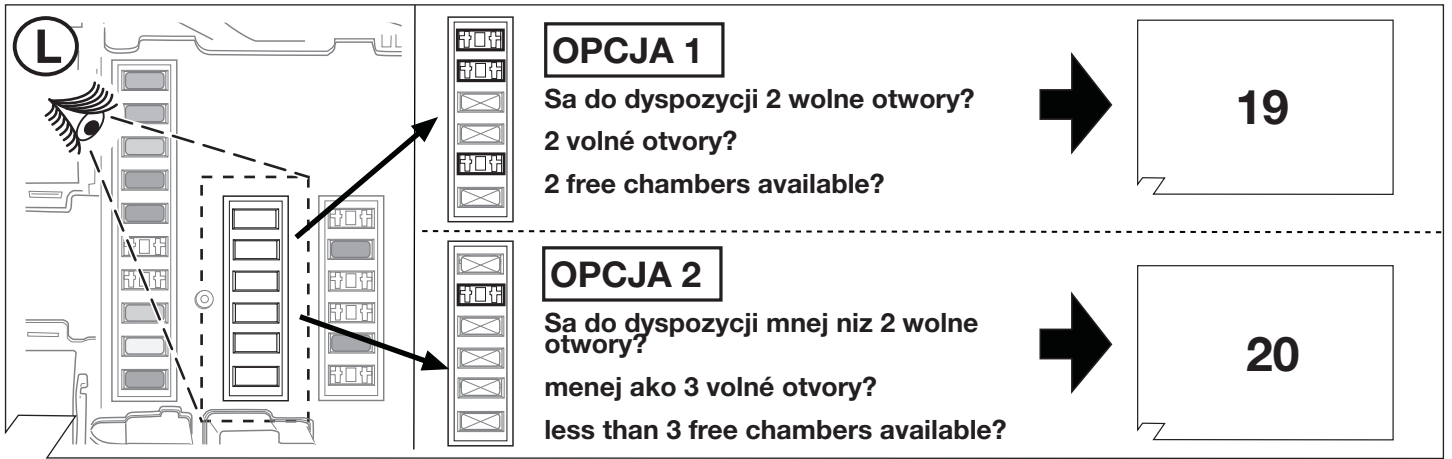 L
OPCJA 1
Sa do dyspozycji 2 wolne otwory?
2 volné otvory?
2 free chambers available?
19
OPCJA 2
Sa do dyspozycji mnej niz 2 wolne
otwory?
menej ako 3 volné otvory?
less than 3 free chambers available?
20